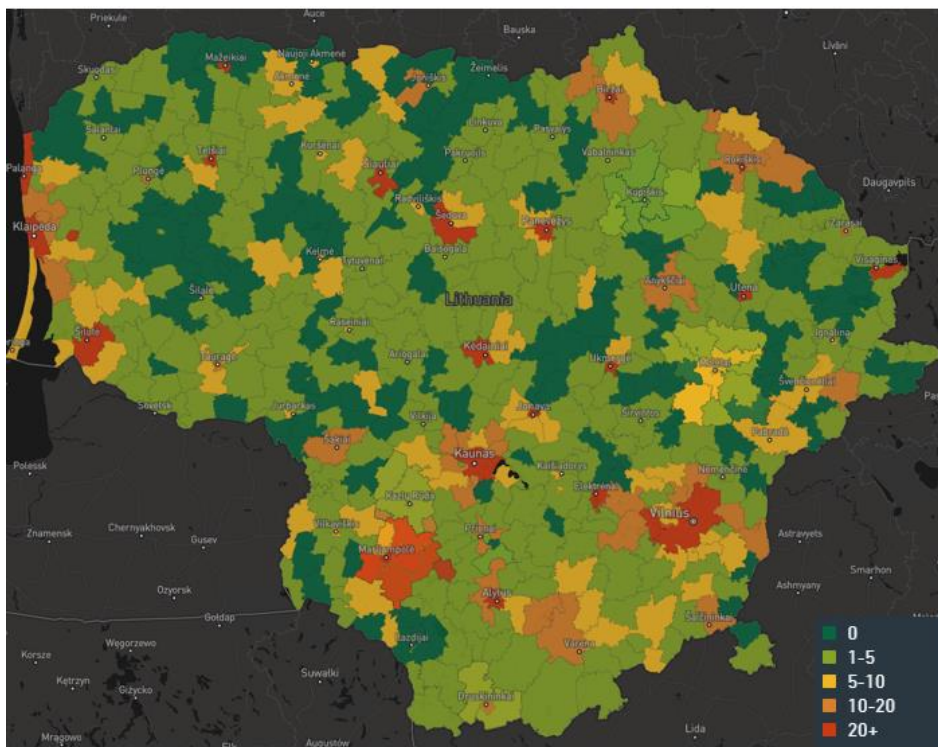 Priekule
Auce
Bauska
Līvāni
Skuodas
Mažeikiai
Naujoji Akmenė
Akmenė
Joniškis
Žeimelis
Biržai
Salantai
Linkuva
Pasvalys
Palanga
Plungė
Telšiai
Kuršėnai
Šiauliai
Pakruojis
Vabalninkas
Rokiškis
Daugavpils
Klaipėda
Radviliškis
Šeduva
Panevėžys
Kupiškis
Zarasai
Kelmė
Tytuvėnai
Baisogala
Visaginas
Šilalė
Lithuania
Anykščiai
Utena
Šilutė
Raseiniai
Ignalina
Tauragė
Ariogala
Kėdainiai
Ukmergė
Molėtai
Švenčionėliai
Sovetsk
Jurbarkas
Vilkija
Jonava
Širvintos
Pabradė
Šakiai
Kaunas
Polessk
Kaišiadorys
Nemenčinė
Elektrėnai
Kazlų Rūda
Vilnius
Znamensk
Chernyakhovsk
Gusev
Vilkaviškis
Prienai
Astravyets
Marijampolė
Smarhon
Ozyorsk
Alytus
Ashmyany
Gołdap
Šalčininkai
Lazdijai
Varėna
Korsze
Węgorzewo
Suwałki
Kętrzyn
Giżycko
Druskininkai
Lida
Mrągowo
Ełk
Augustów
0
1-5
5-10
10-20
20+